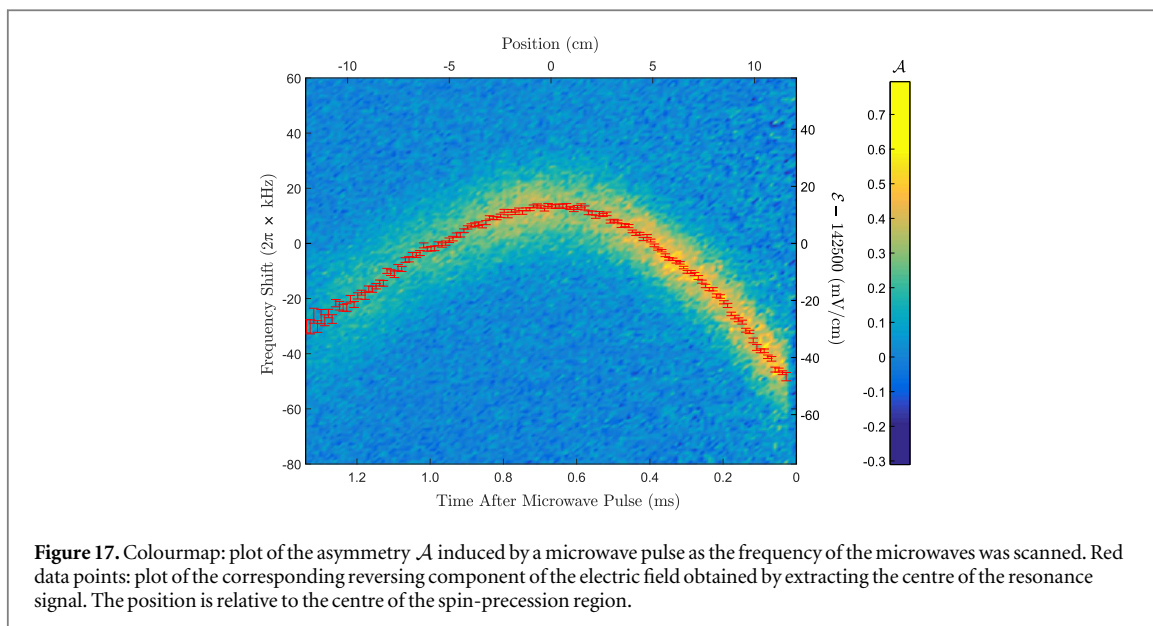 Position (cm)
-10 -5 0 5 10
𝒜
60
40
20
0
-20
-40
-60
-80
Frequency Shift (2π × kHz)
40
20
0
-20
-40
-60
ℰ − 142500 (mV/cm)
0.7
0.6
0.5
0.4
0.3
0.2
0.1
0
-0.1
-0.2
-0.3
1.2 1.0 0.8 0.6 0.4 0.2 0
Time After Microwave Pulse (ms)
Figure 17. Colourmap: plot of the asymmetry 𝒜 induced by a microwave pulse as the frequency of the microwaves was scanned. Red
data points: plot of the corresponding reversing component of the electric field obtained by extracting the centre of the resonance
signal. The position is relative to the centre of the spin-precession region.